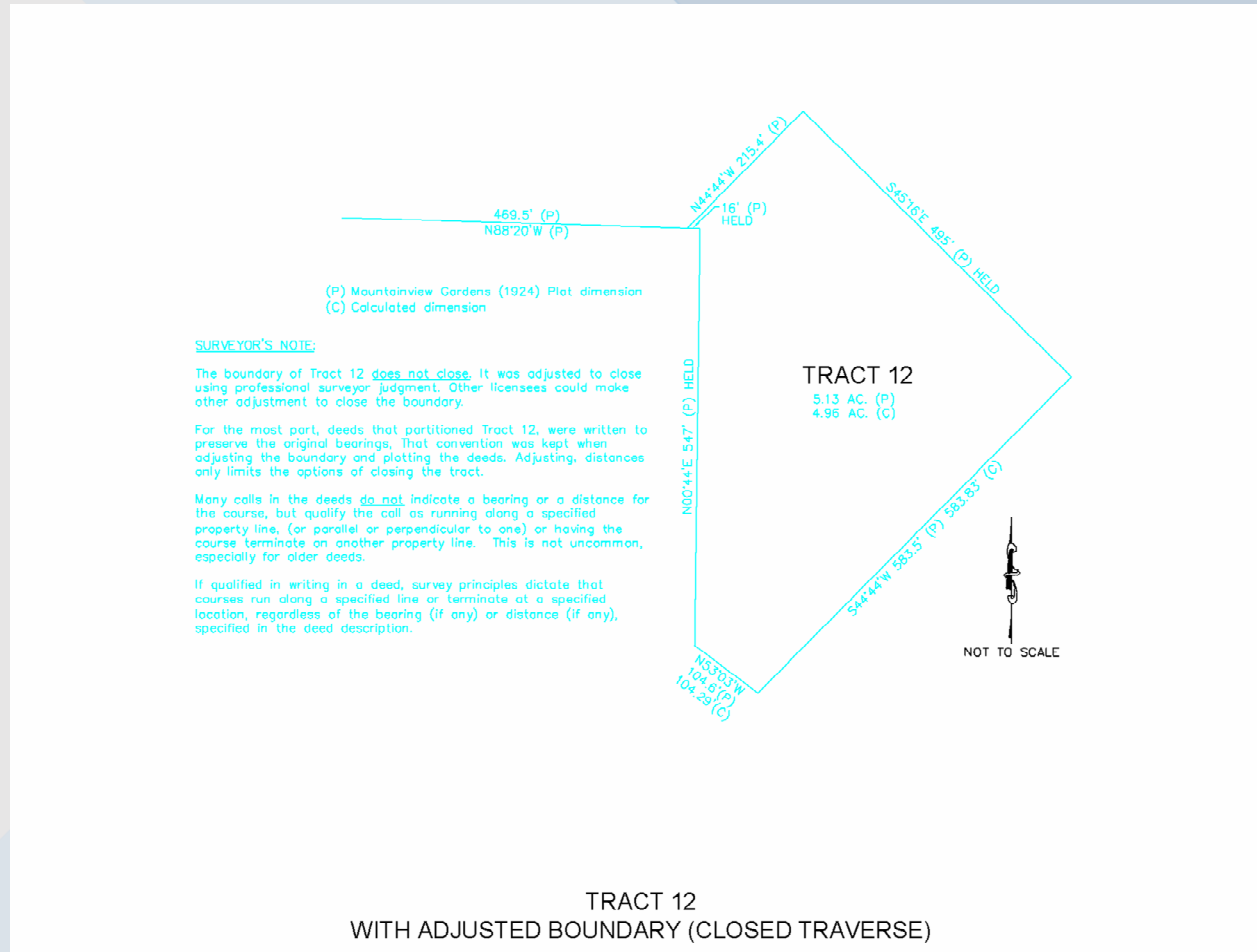 N44°44'W 215.4' (P)
16' (P)
HELD
469.5' (P)
N88°20'W (P)
S45°16'E 495' (P) HELD
(P) Mountainview Gardens (1924) Plat dimension
(C) Calculated dimension
SURVEYOR'S NOTE:
The boundary of Tract 12 does not close. It was adjusted to close
using professional surveyor judgment. Other licensees could make
other adjustment to close the boundary.
For the most part, deeds that partitioned Tract 12, were written to
preserve the original bearings, That convention was kept when
adjusting the boundary and plotting the deeds. Adjusting, distances
only limits the options of closing the tract.
Many calls in the deeds do not indicate a bearing or a distance for
the course, but qualify the call as running along a specified
property line, (or parallel or perpendicular to one) or having the
course terminate on another property line. This is not uncommon,
especially for older deeds.
If qualified in writing in a deed, survey principles dictate that
courses run along a specified line or terminate at a specified
location, regardless of the bearing (if any) or distance (if any),
specified in the deed description.
N00°44'E 547' (P) HELD
TRACT 12
5.13 AC. (P)
4.96 AC. (C)
S44°44'W 583.5' (P) 583.83' (C)
N53°03'W
104.6'(P)
104.29'(C)
NOT TO SCALE
TRACT 12
WITH ADJUSTED BOUNDARY (CLOSED TRAVERSE)